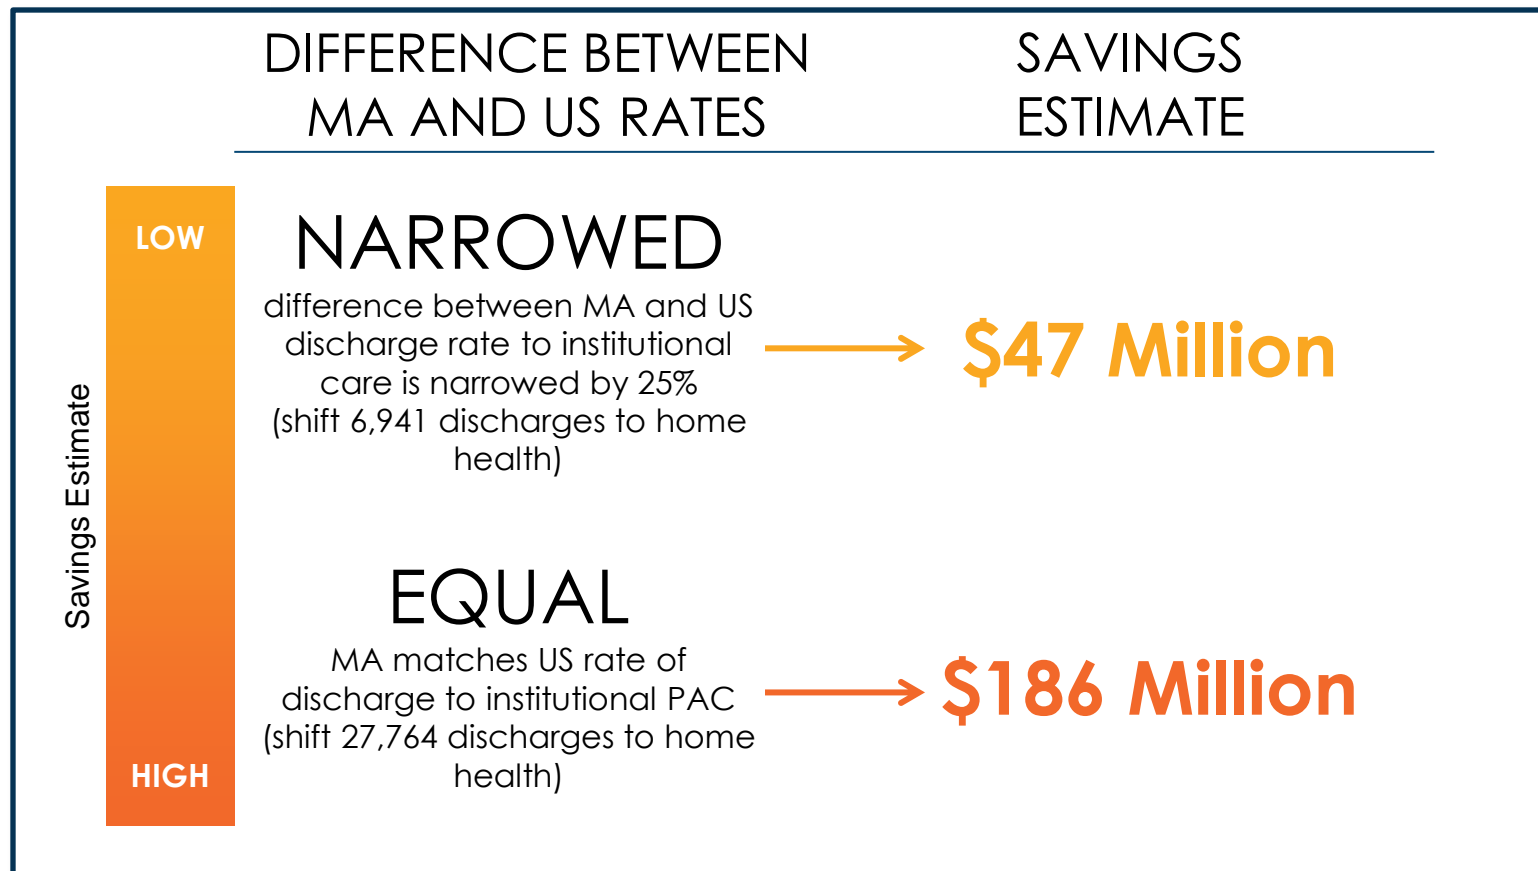 DIFFERENCE BETWEEN
MA AND US RATES
SAVINGS
ESTIMATE
Savings Estimate
LOW
NARROWED
difference between MA and US
discharge rate to institutional
care is narrowed by 25%
(shift 6,941 discharges to home
health)
$47 Million
EQUAL
MA matches US rate of
discharge to institutional PAC
(shift 27,764 discharges to home
health)
$186 Million
HIGH